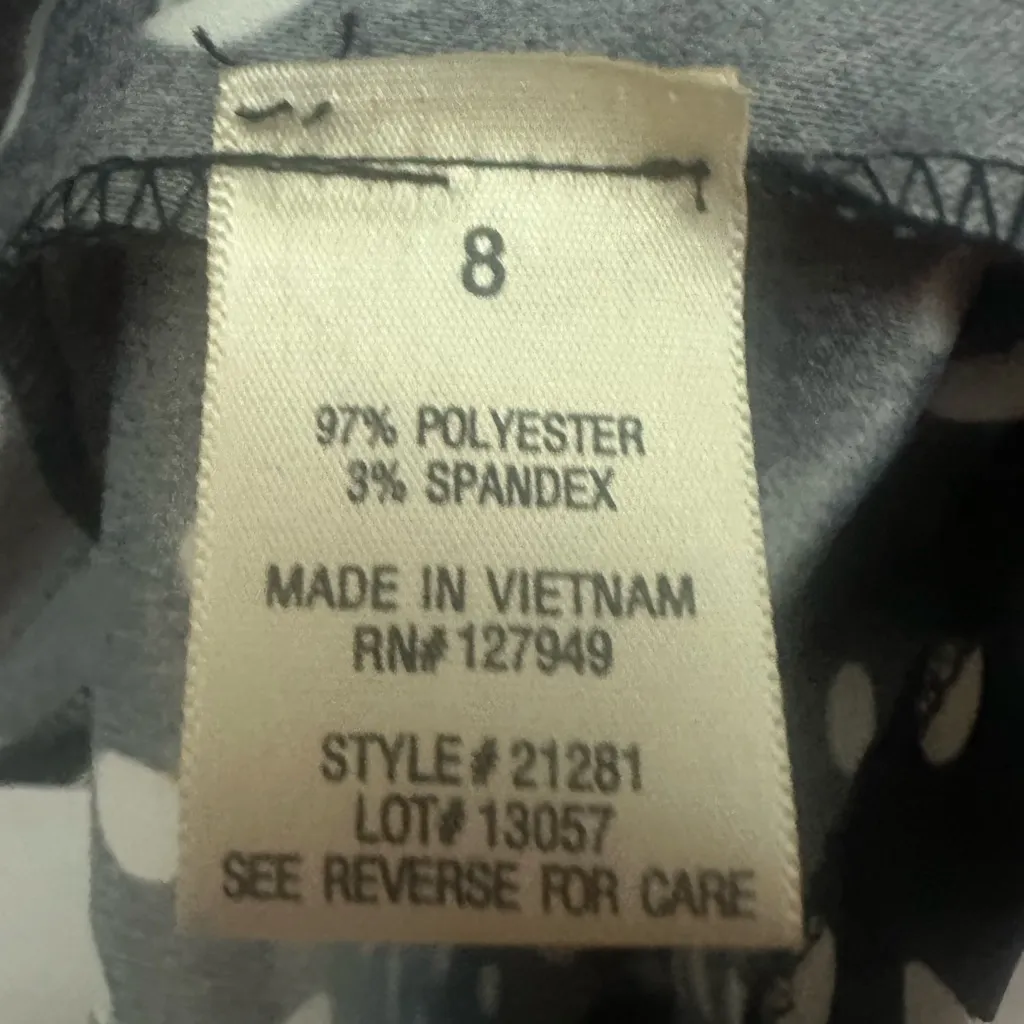 8
97% POLYESTER
3% SPANDEX
MADE IN VIETNAM
RN# 127949
STYLE# 21281
LOT# 13057
SEE REVERSE FOR CARE